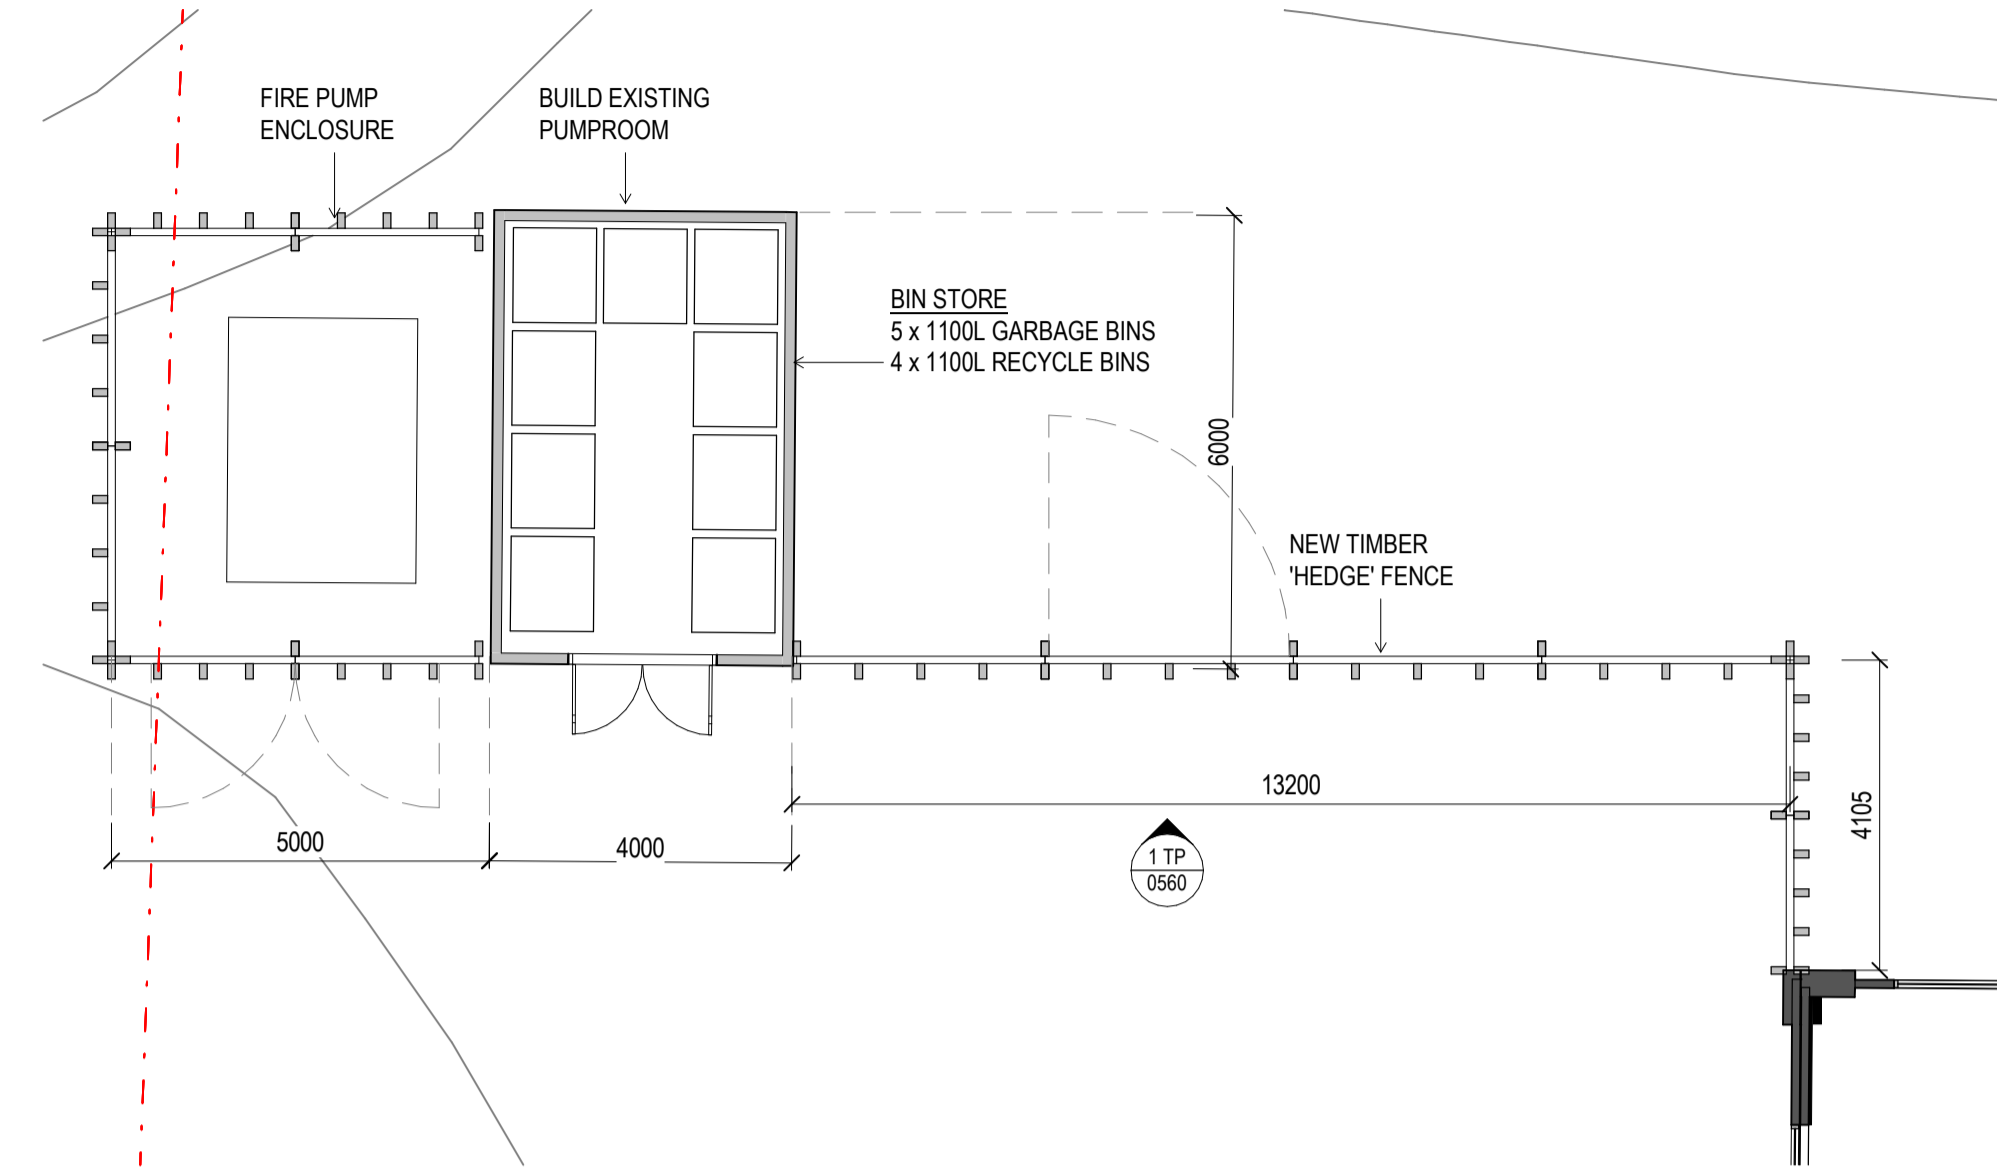 FIRE PUMP
ENCLOSURE
BUILD EXISTING
PUMPROOM
BIN STORE
5 x 1100L GARBAGE BINS
4 x 1100L RECYCLE BINS
6000
NEW TIMBER
'HEDGE' FENCE
13200
4105
5000
4000
1 TP
0560